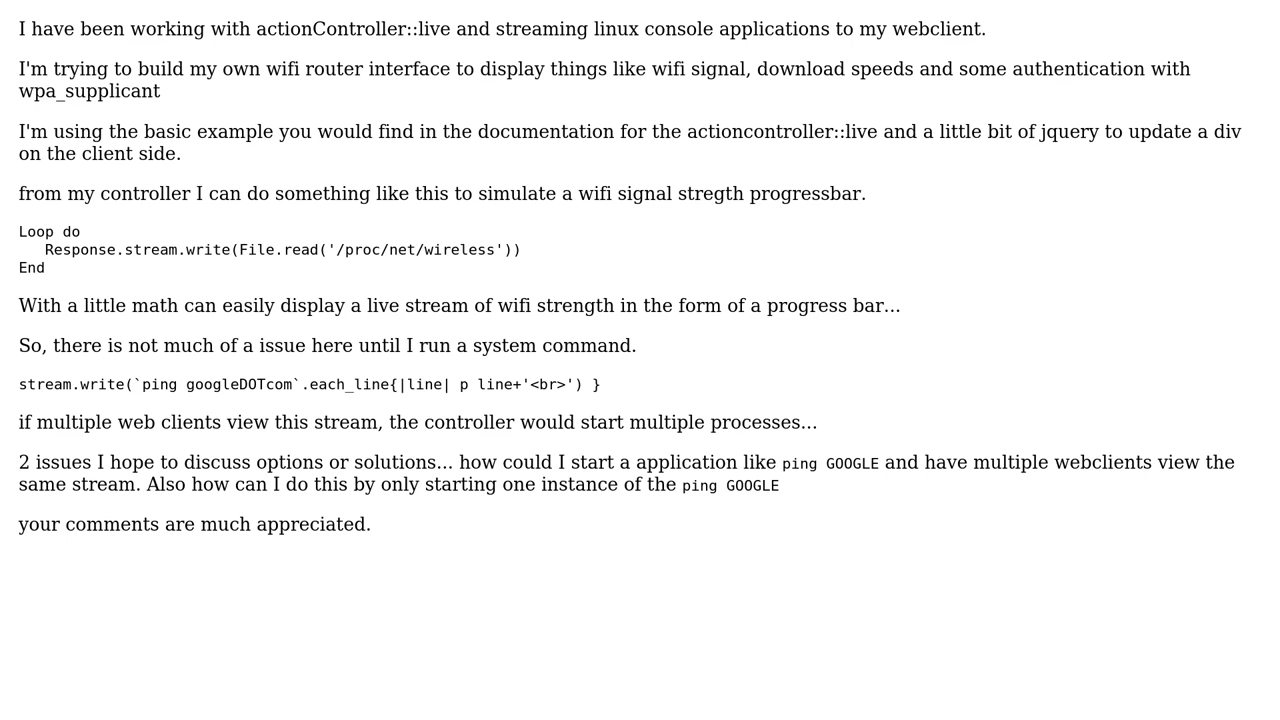 I have been working with actionController::live and streaming linux console applications to my webclient.
I'm trying to build my own wifi router interface to display things like wifi signal, download speeds and some authentication with
wpa_supplicant
I'm using the basic example you would find in the documentation for the actioncontroller::live and a little bit of jquery to update a div
on the client side.
from my controller I can do something like this to simulate a wifi signal stregth progressbar.
Loop do
   Response.stream.write(File.read('/proc/net/wireless'))
End
With a little math can easily display a live stream of wifi strength in the form of a progress bar...
So, there is not much of a issue here until I run a system command.
stream.write(`ping googleDOTcom`.each_line{|line| p line+'<br>') }
if multiple web clients view this stream, the controller would start multiple processes...
2 issues I hope to discuss options or solutions... how could I start a application like ping GOOGLE and have multiple webclients view the
same stream. Also how can I do this by only starting one instance of the ping GOOGLE
your comments are much appreciated.